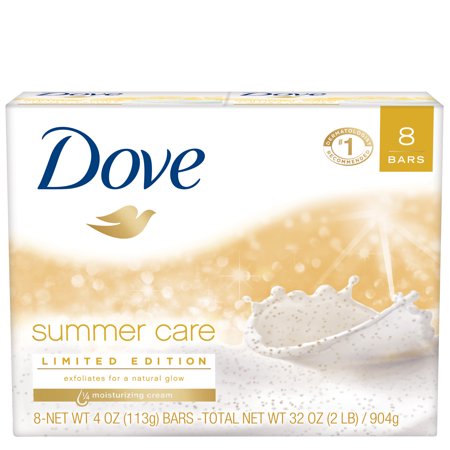 Dove
DERMATOLOGIST
#1
RECOMMENDED
8
BARS
summer care
LIMITED EDITION
exfoliates for a natural glow
¼ moisturizing cream
8-NET WT 4 OZ (113g) BARS -TOTAL NET WT 32 OZ (2 LB) / 904g